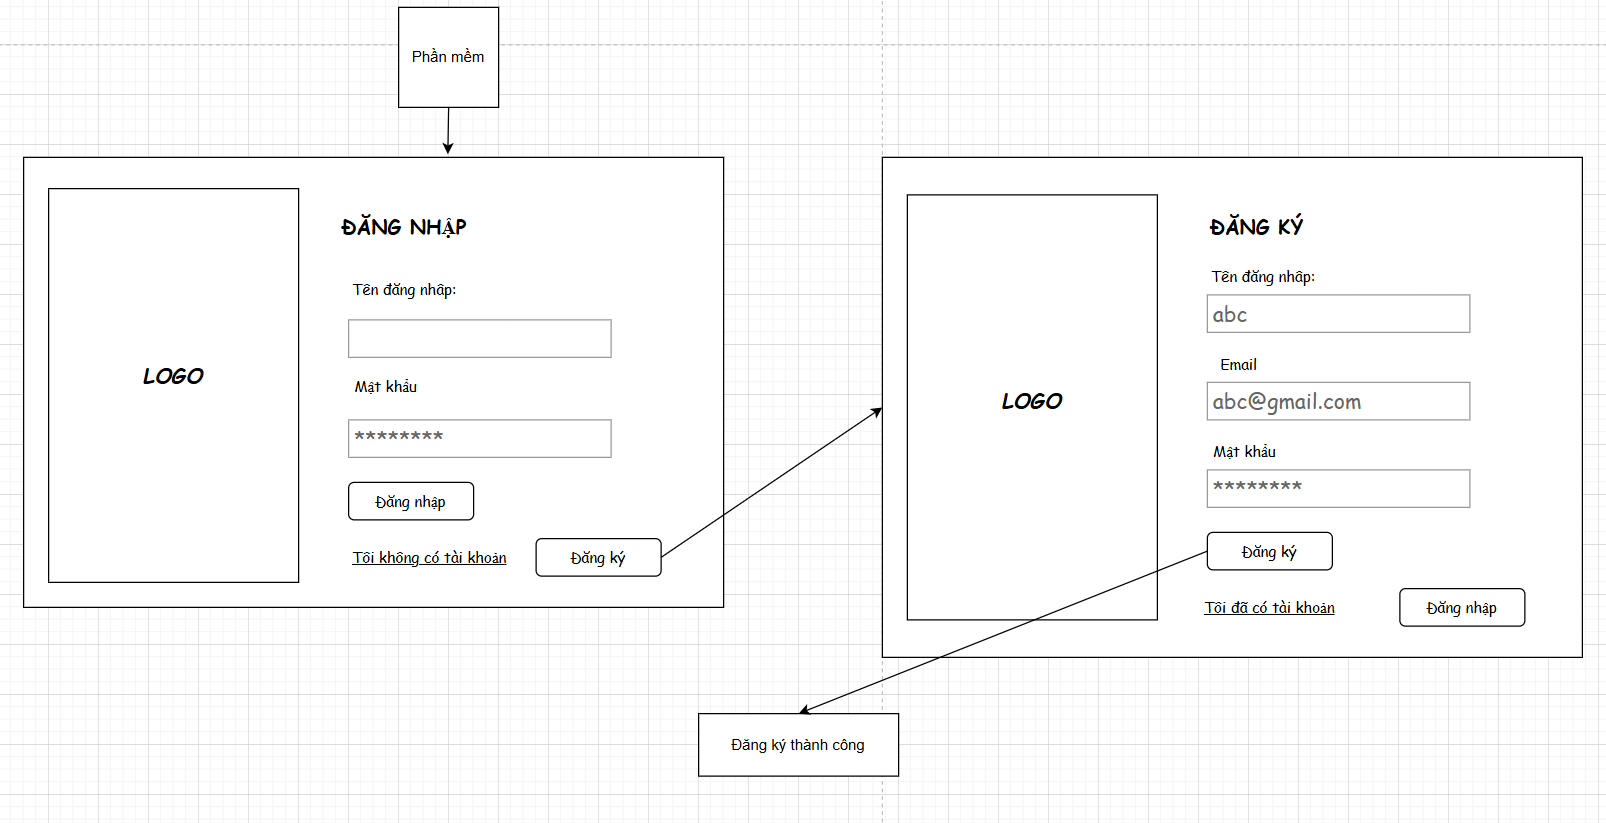 Phần mềm
LOGO
ĐĂNG NHẬP
Tên đăng nhâp:
Mật khẩu
********
Đăng nhập
Tôi không có tài khoản
Đăng ký
LOGO
ĐĂNG KÝ
Tên đăng nhâp:
abc
Email
abc@gmail.com
Mật khẩu
********
Đăng ký
Tôi đã có tài khoản
Đăng nhập
Đăng ký thành công